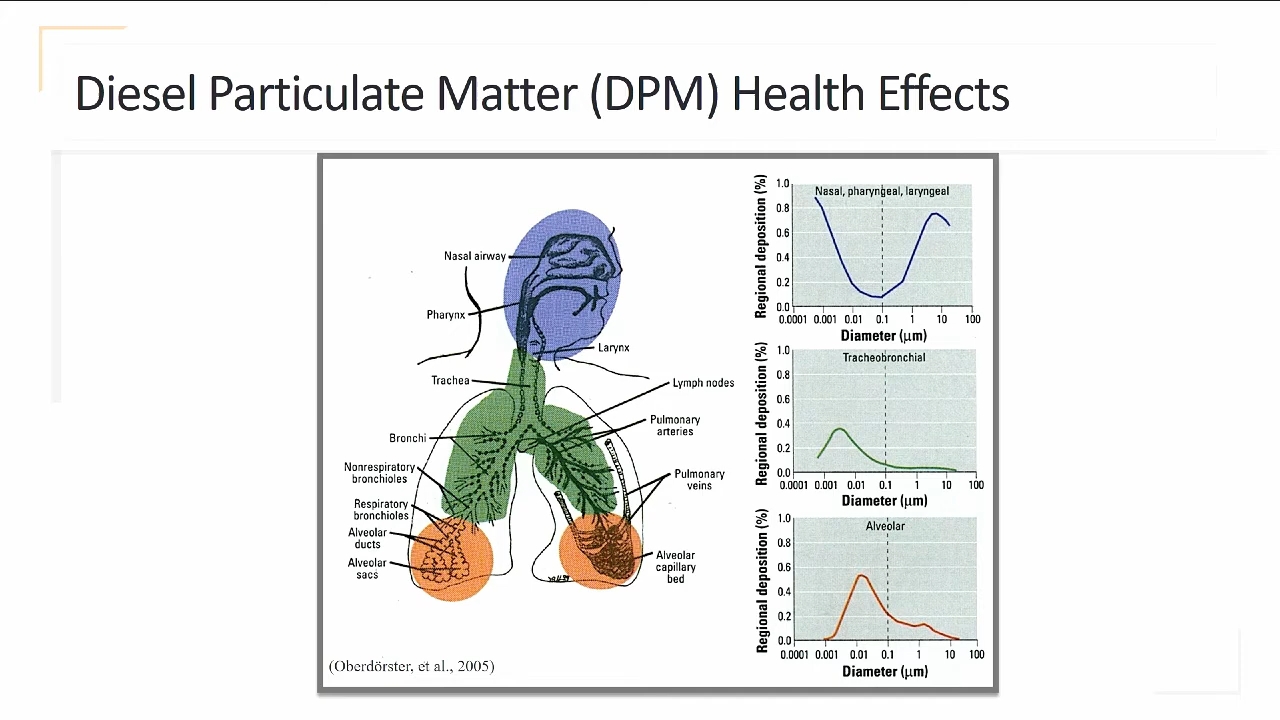 Diesel Particulate Matter (DPM) Health Effects
Nasal airway
Pharynx
Larynx
Trachea
Lymph nodes
Bronchi
Pulmonary
arteries
Nonrespiratory
bronchioles
Pulmonary
veins
Respiratory
bronchioles
Alveolar
ducts
Alveolar
sacs
Alveolar
capillary
bed
(Oberdörster, et al., 2005)
Regional deposition (%)
1.0
0.8
0.6
0.4
0.2
0.0
Nasal, pharyngeal, laryngeal
0.0001 0.001 0.01 0.1 1 10 100
Diameter (μm)
Regional deposition (%)
1.0
0.8
0.6
0.4
0.2
0.0
Tracheobronchial
0.0001 0.001 0.01 0.1 1 10 100
Diameter (μm)
Regional deposition (%)
1.0
0.8
0.6
0.4
0.2
0.0
Alveolar
0.0001 0.001 0.01 0.1 1 10 100
Diameter (μm)